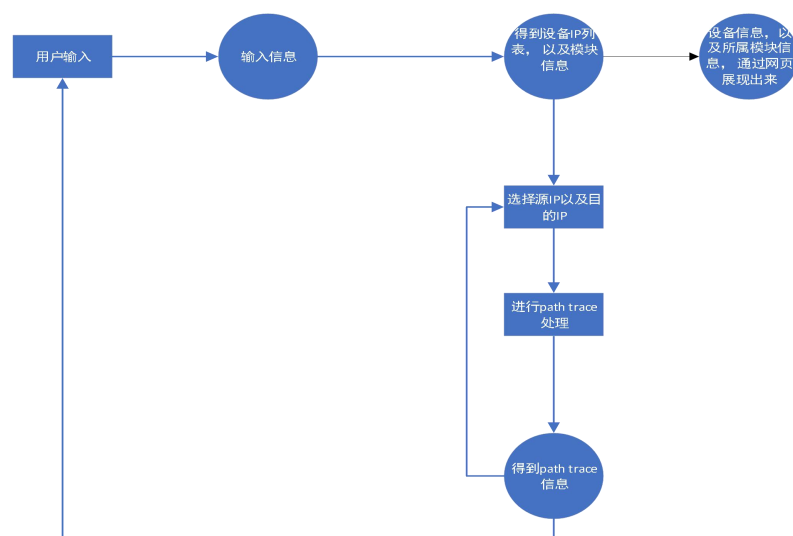 用户输入
输入信息
得到设备IP列
表，以及模块
信息
设备信息，以
及所属模块信
息，通过网页
展现出来
选择源IP以及目
的IP
进行path trace
处理
得到path trace
信息